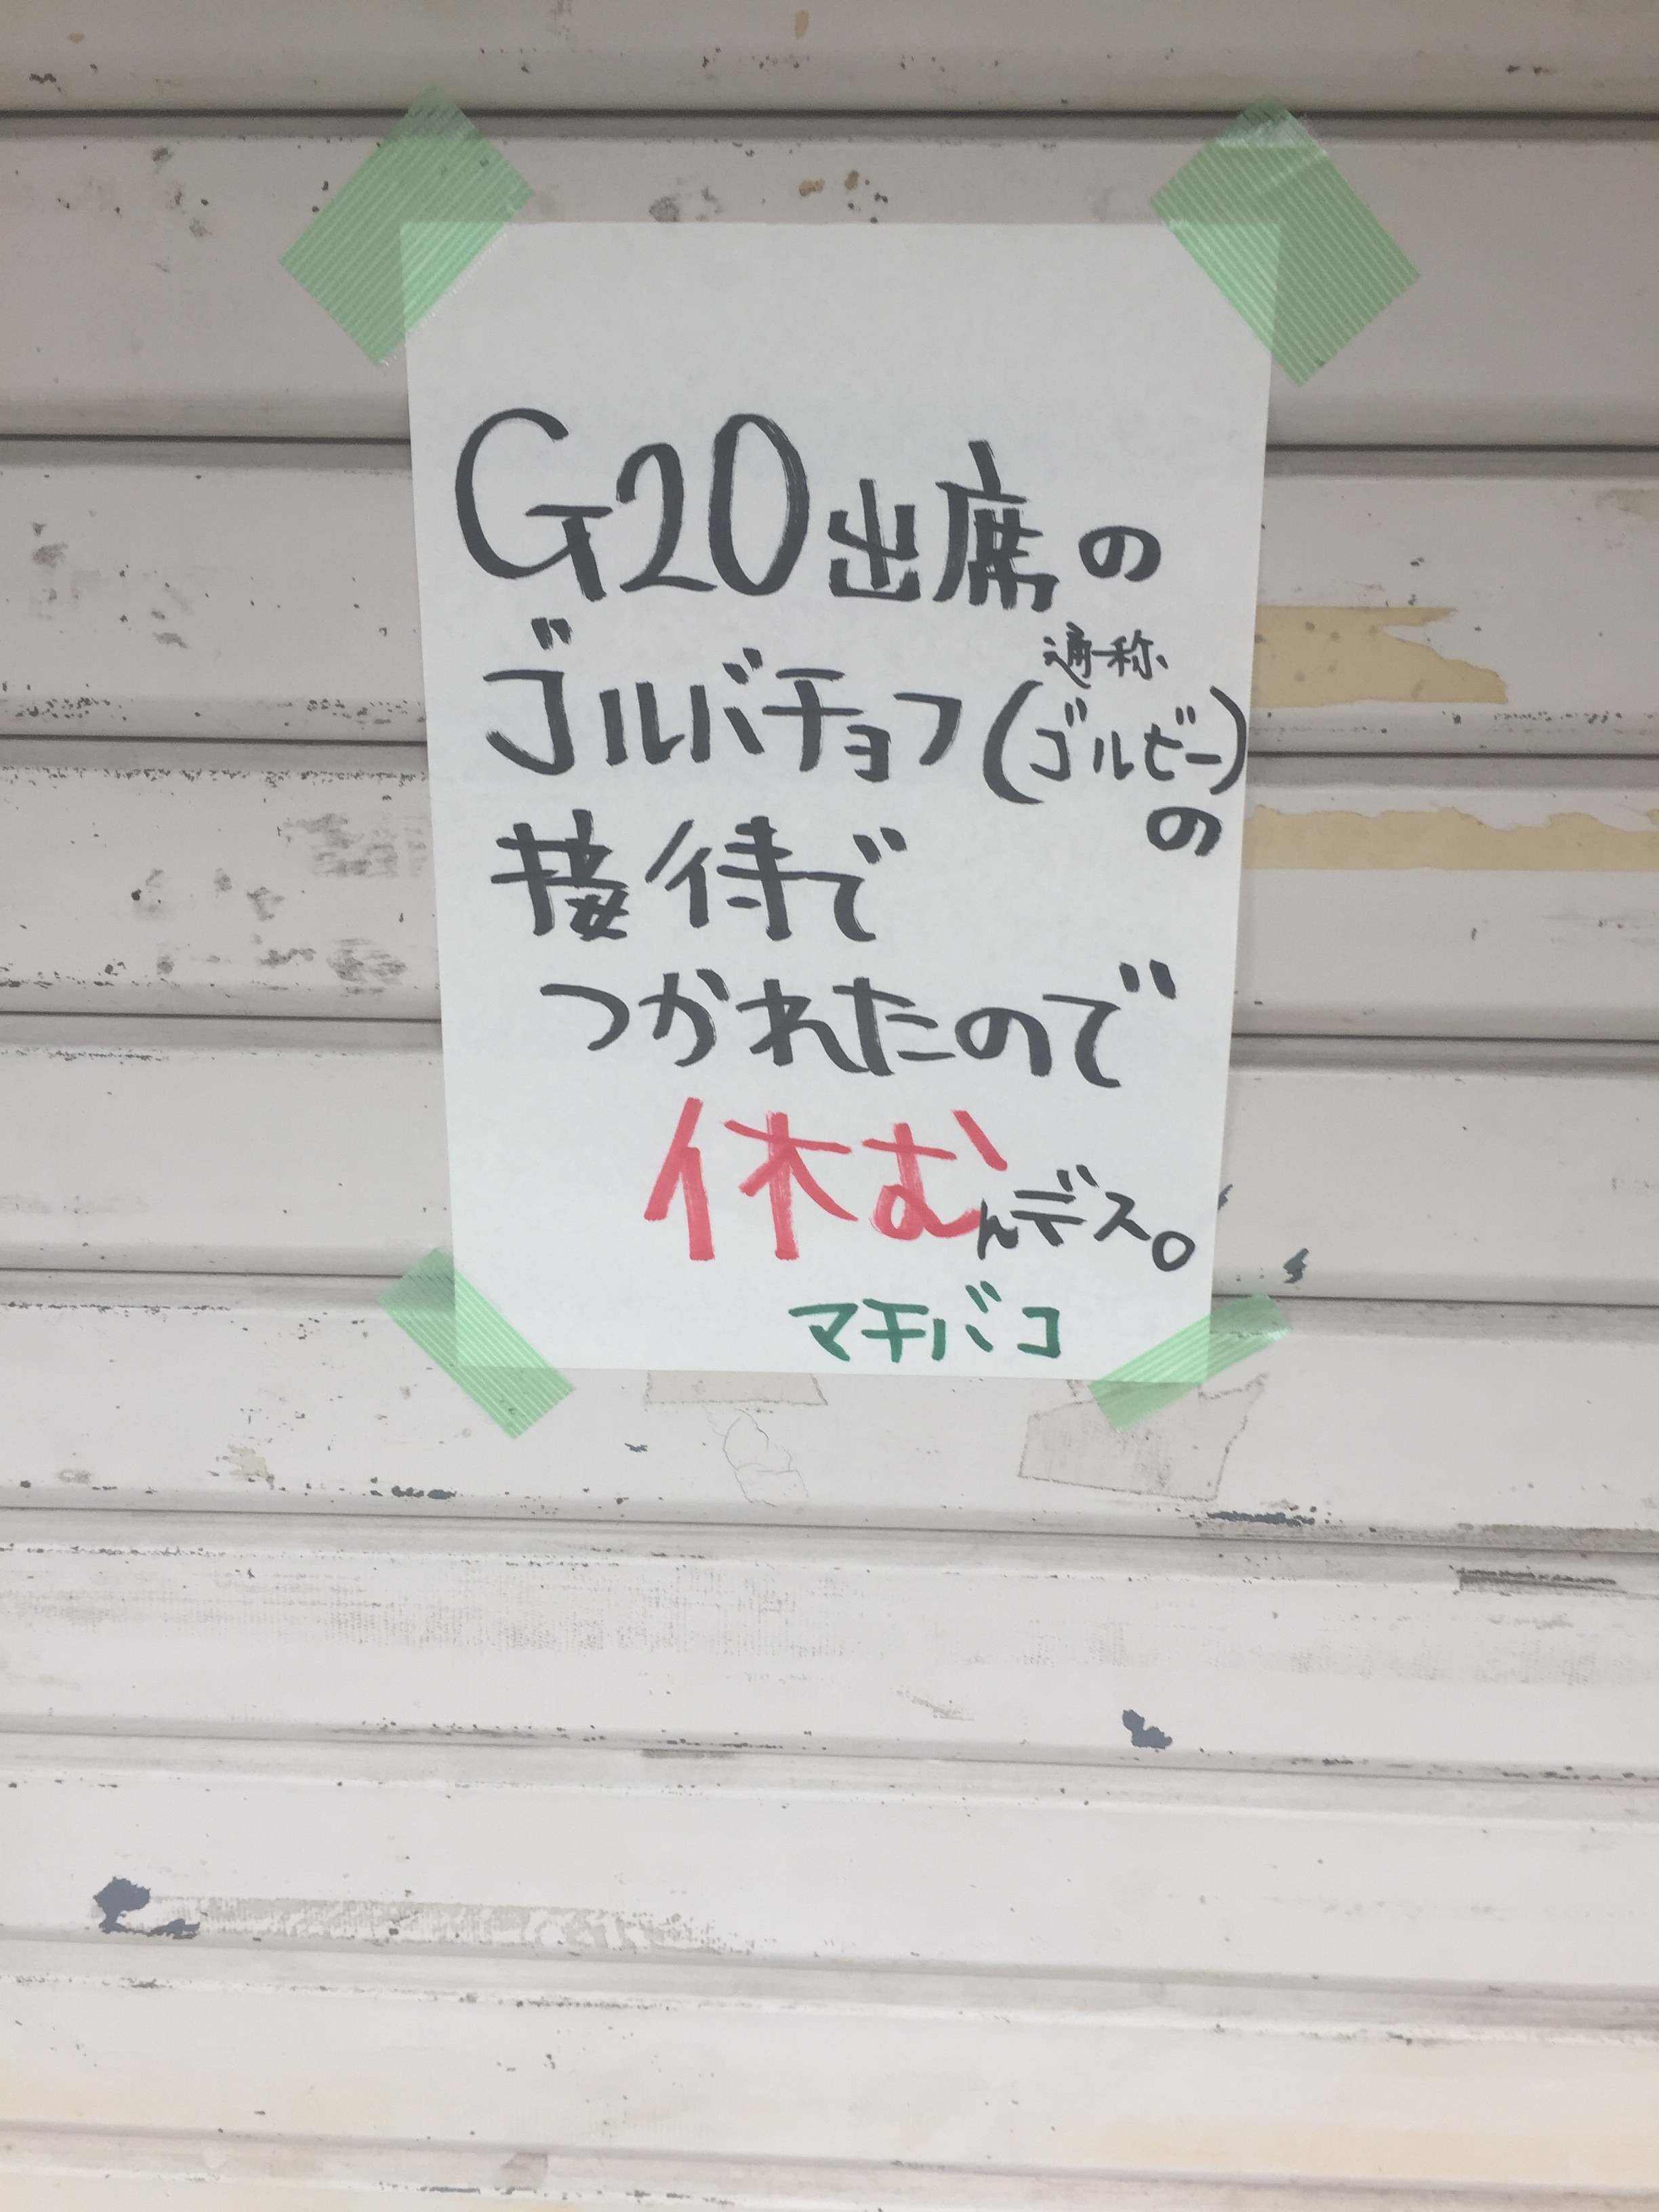 G20出席の
通称
ゴルバチョフ(ゴルビー)
の
接待で
つかれたので
休むんデス。
マチバコ